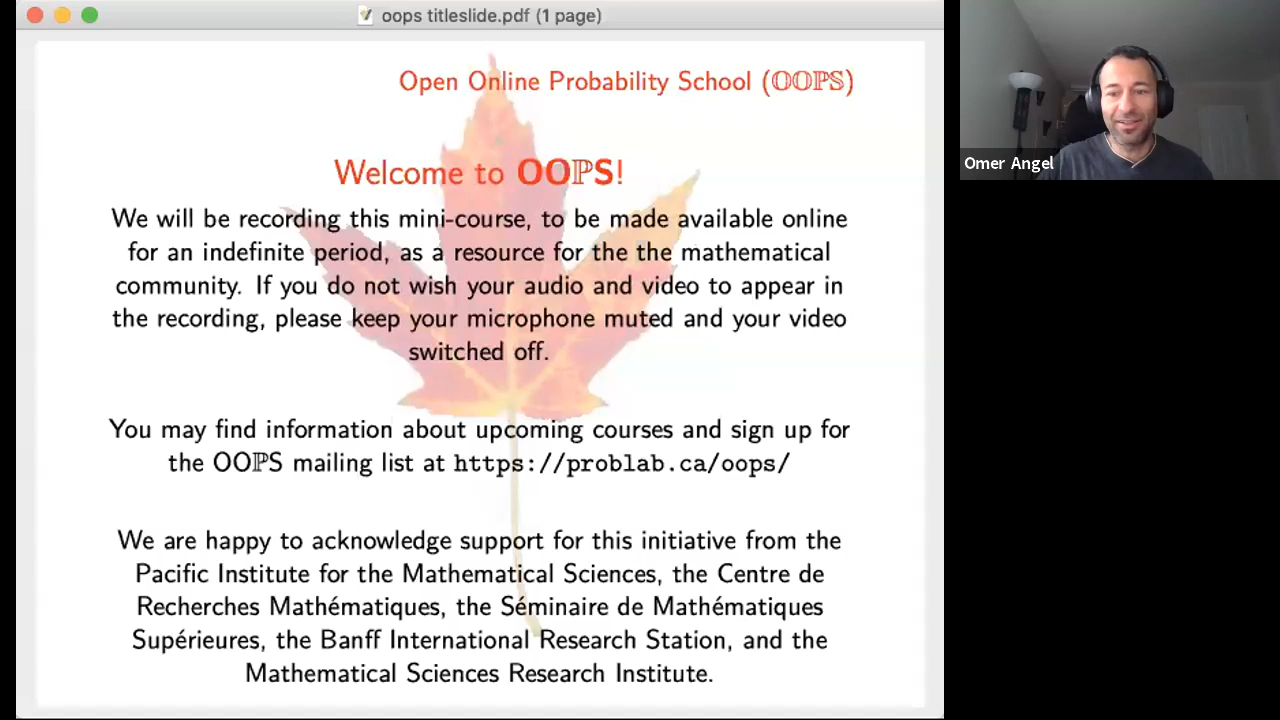 oops titleslide.pdf (1 page)
Open Online Probability School (OOPS)
Welcome to OOPS!
We will be recording this mini-course, to be made available online
for an indefinite period, as a resource for the the mathematical
community. If you do not wish your audio and video to appear in
the recording, please keep your microphone muted and your video
switched off.
You may find information about upcoming courses and sign up for
the OOPS mailing list at https://problab.ca/oops/
We are happy to acknowledge support for this initiative from the
Pacific Institute for the Mathematical Sciences, the Centre de
Recherches Mathématiques, the Séminaire de Mathématiques
Supérieures, the Banff International Research Station, and the
Mathematical Sciences Research Institute.
Omer Angel